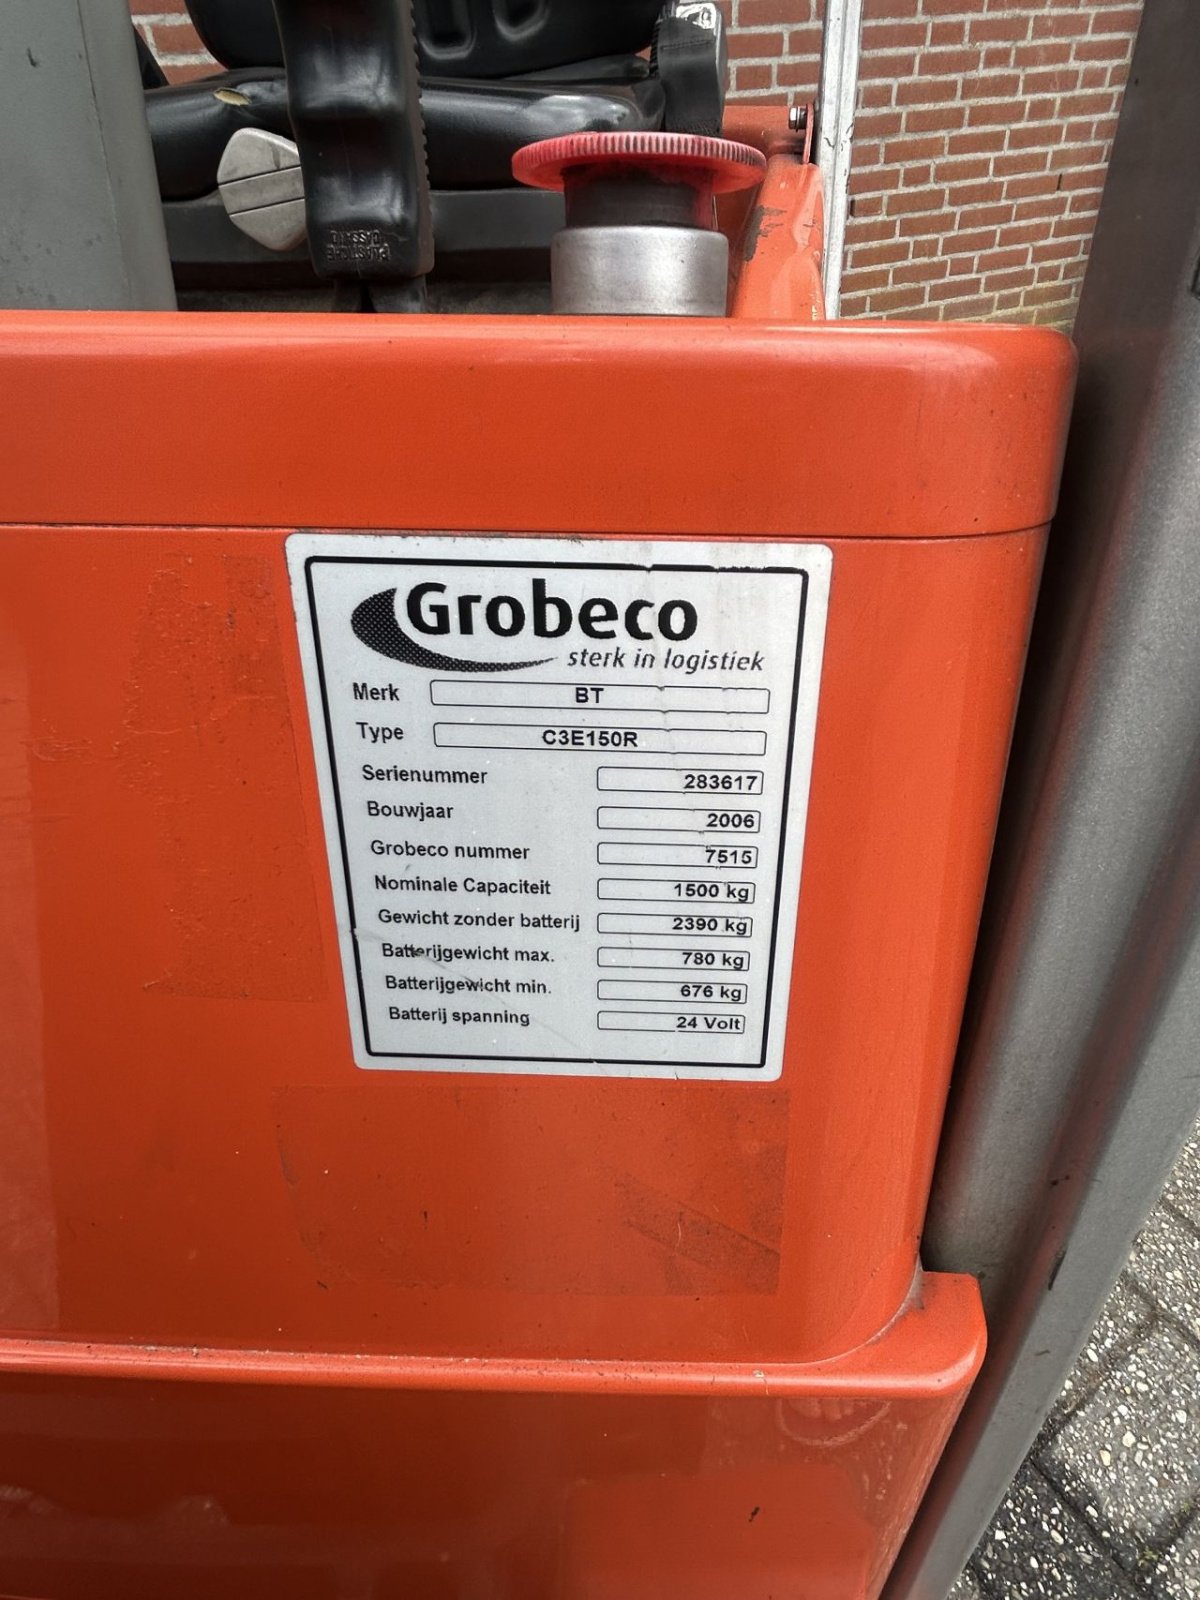 Grobeco
sterk in logistiek
Merk BT
Type C3E150R
Serienummer 283617
Bouwjaar 2006
Grobeco nummer 7515
Nominale Capaciteit 1500 kg
Gewicht zonder batterij 2390 kg
Batterijgewicht max. 780 kg
Batterijgewicht min. 676 kg
Batterij spanning 24 Volt